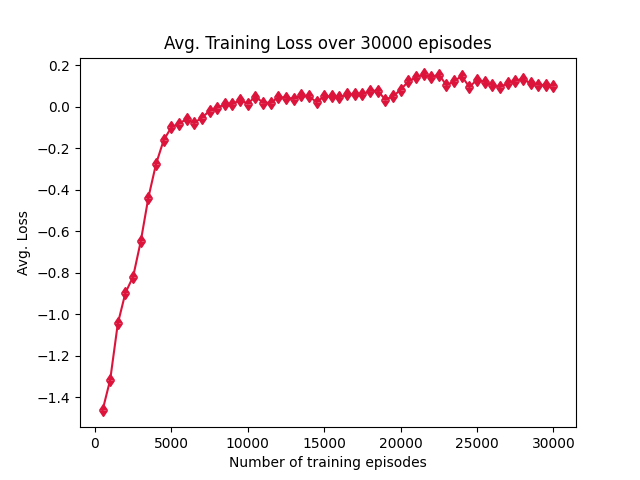 Avg. Training Loss over 30000 episodes
0.2
0.0
−0.2
−0.4
−0.6
−0.8
−1.0
−1.2
−1.4
Avg. Loss
0 5000 10000 15000 20000 25000 30000
Number of training episodes